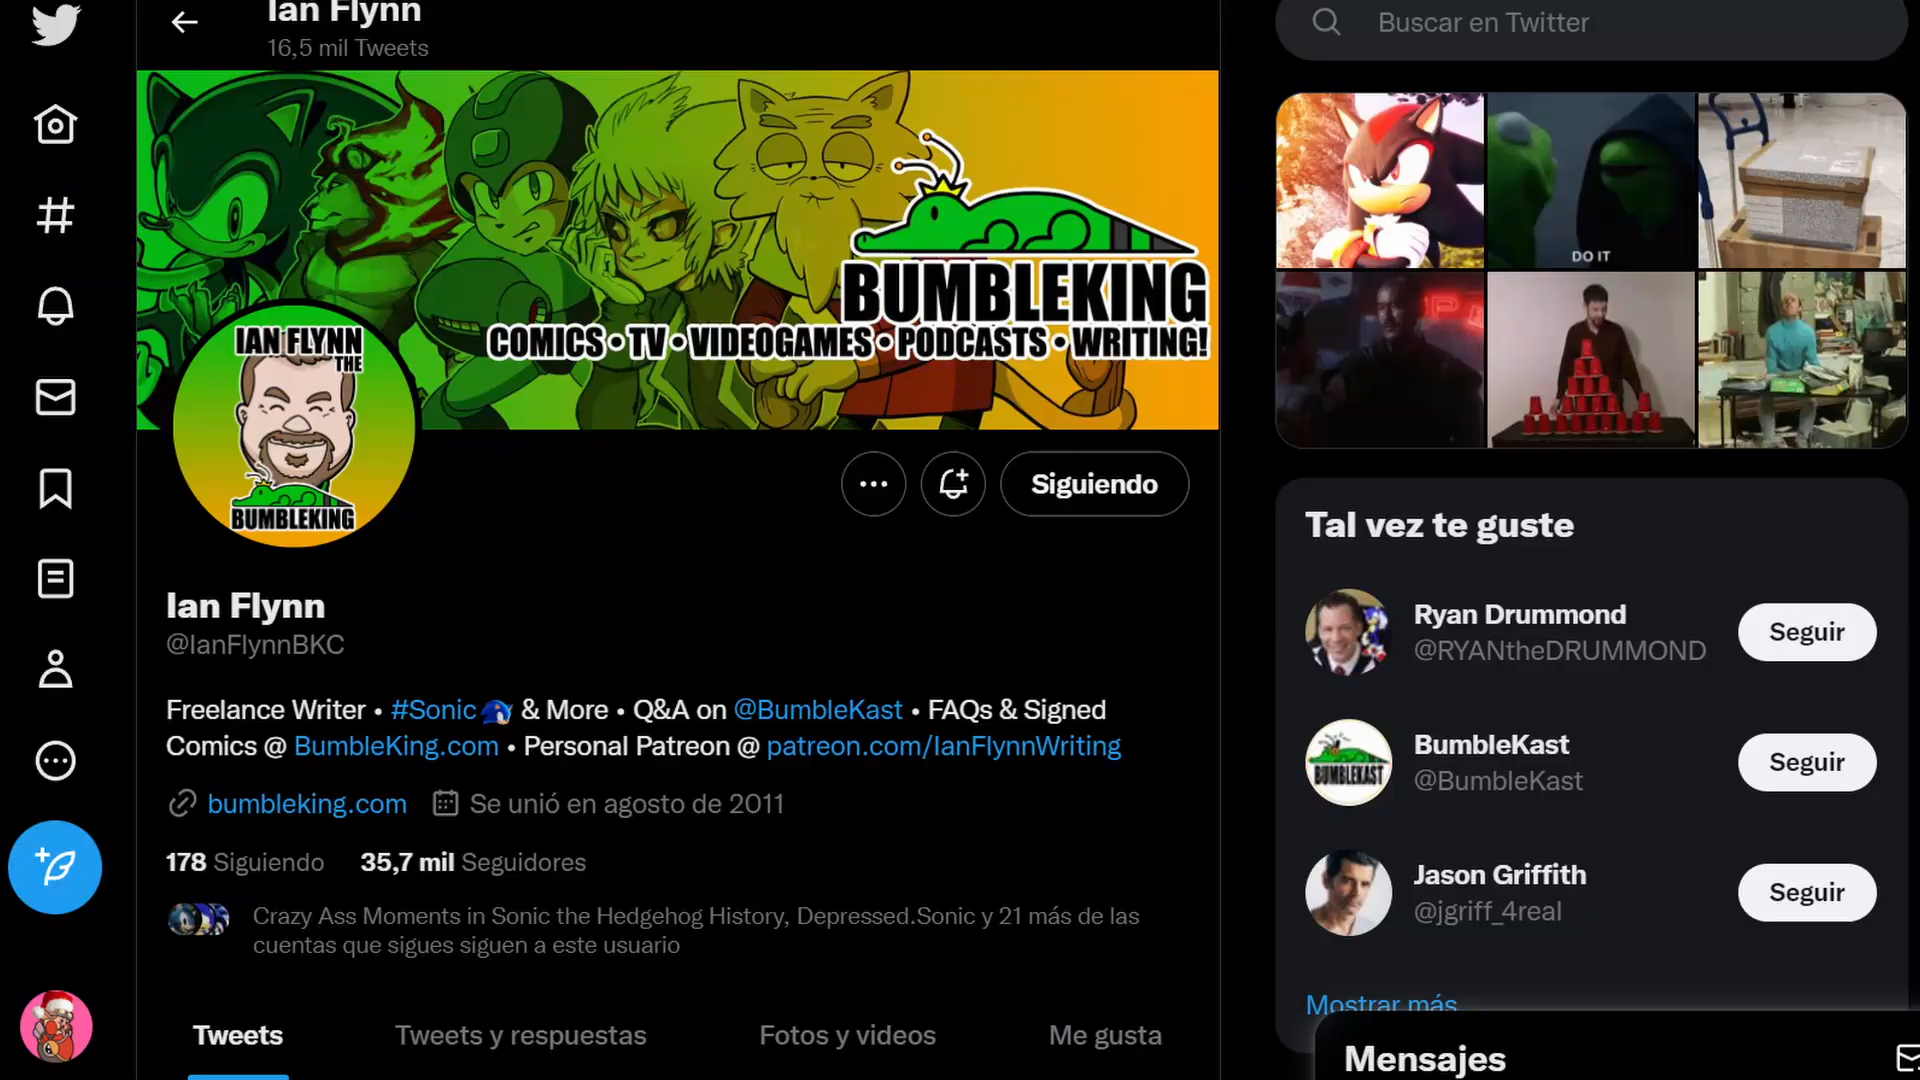 Ian Flynn
16,5 mil Tweets
Buscar en Twitter
BUMBLEKING
COMICS • TV • VIDEOGAMES • PODCASTS • WRITING!
IAN FLYNN
THE
BUMBLEKING
DO IT
Siguiendo
Ian Flynn
@IanFlynnBKC
Freelance Writer • #Sonic & More • Q&A on @BumbleKast • FAQs & Signed
Comics @ BumbleKing.com • Personal Patreon @ patreon.com/IanFlynnWriting
bumbleking.com Se unió en agosto de 2011
178 Siguiendo 35,7 mil Seguidores
Crazy Ass Moments in Sonic the Hedgehog History, Depressed.Sonic y 21 más de las
cuentas que sigues siguen a este usuario
Tweets Tweets y respuestas Fotos y videos Me gusta
Tal vez te guste
Ryan Drummond
@RYANtheDRUMMOND
Seguir
BUMBLEKAST
BumbleKast
@BumbleKast
Seguir
Jason Griffith
@jgriff_4real
Seguir
Mostrar más
Mensajes